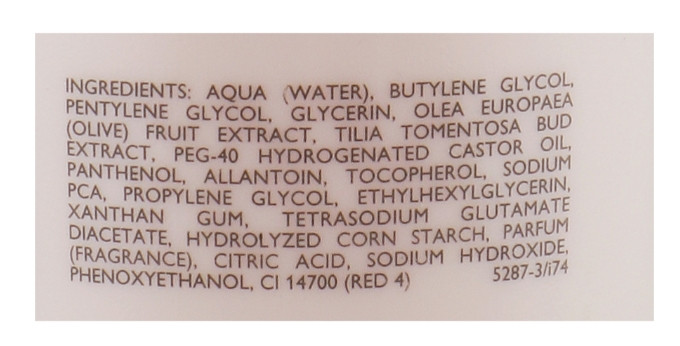 INGREDIENTS: AQUA (WATER), BUTYLENE GLYCOL,
PENTYLENE GLYCOL, GLYCERIN, OLEA EUROPAEA
(OLIVE) FRUIT EXTRACT, TILIA TOMENTOSA BUD
EXTRACT, PEG-40 HYDROGENATED CASTOR OIL,
PANTHENOL, ALLANTOIN, TOCOPHEROL, SODIUM
PCA, PROPYLENE GLYCOL, ETHYLHEXYLGLYCERIN,
XANTHAN GUM, TETRASODIUM GLUTAMATE
DIACETATE, HYDROLYZED CORN STARCH, PARFUM
(FRAGRANCE), CITRIC ACID, SODIUM HYDROXIDE,
PHENOXYETHANOL, CI 14700 (RED 4) 5287-3/i74